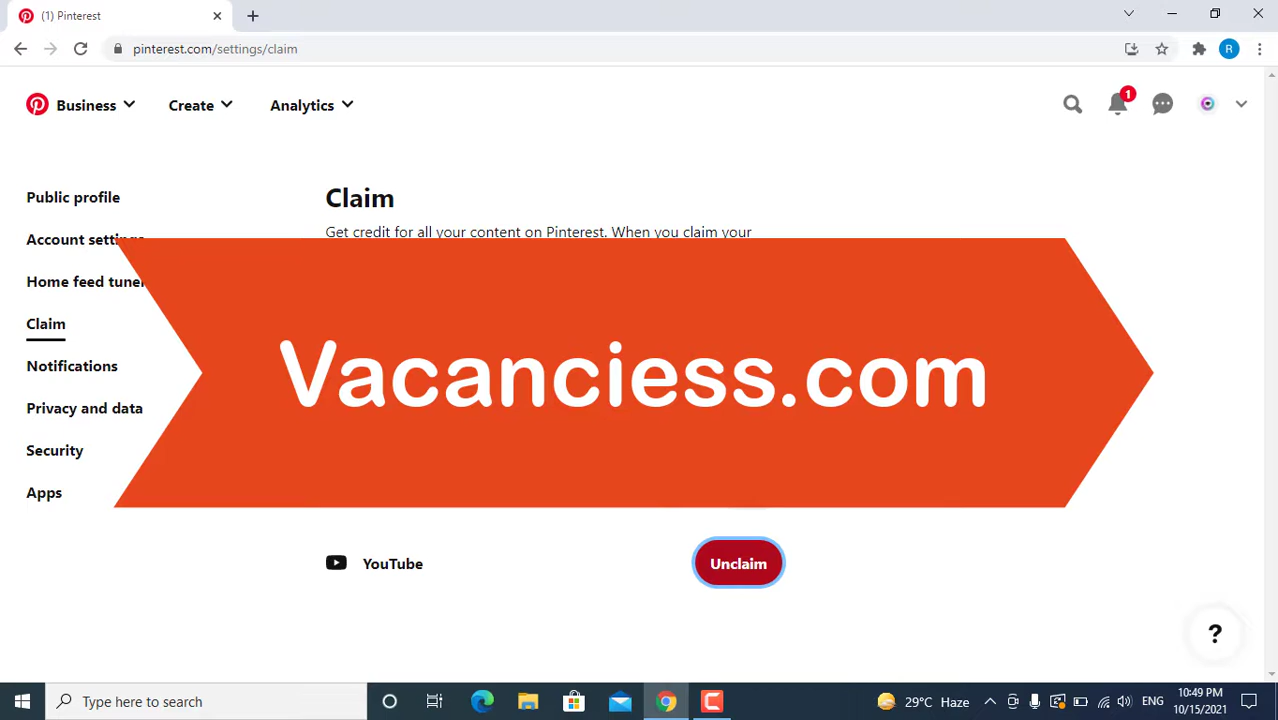 (1) Pinterest
pinterest.com/settings/claim
R
Business
Create
Analytics
1
Public profile
Claim
Get credit for all your content on Pinterest. When you claim your
Account settings
Home feed tuner
Claim
Notifications
Privacy and data
Security
Apps
Vacanciess.com
YouTube
Unclaim
?
Type here to search
29°C Haze
ENG
10:49 PM
10/15/2021